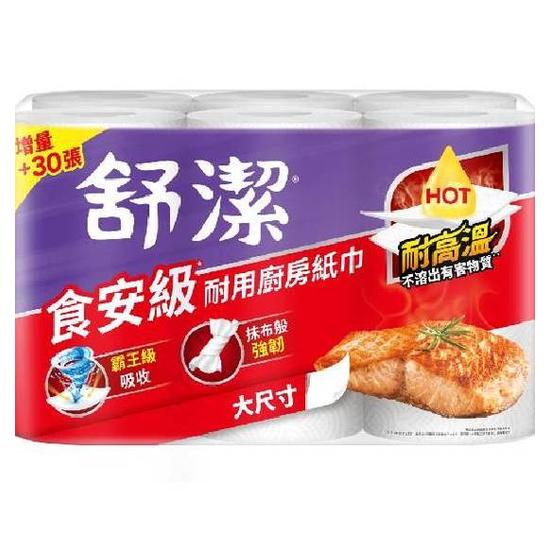 增量
+30張
舒潔®
食安級*
耐用廚房紙巾
霸王級
吸收
抹布般
強韌
大尺寸
HOT
耐高溫
不溶出有害物質